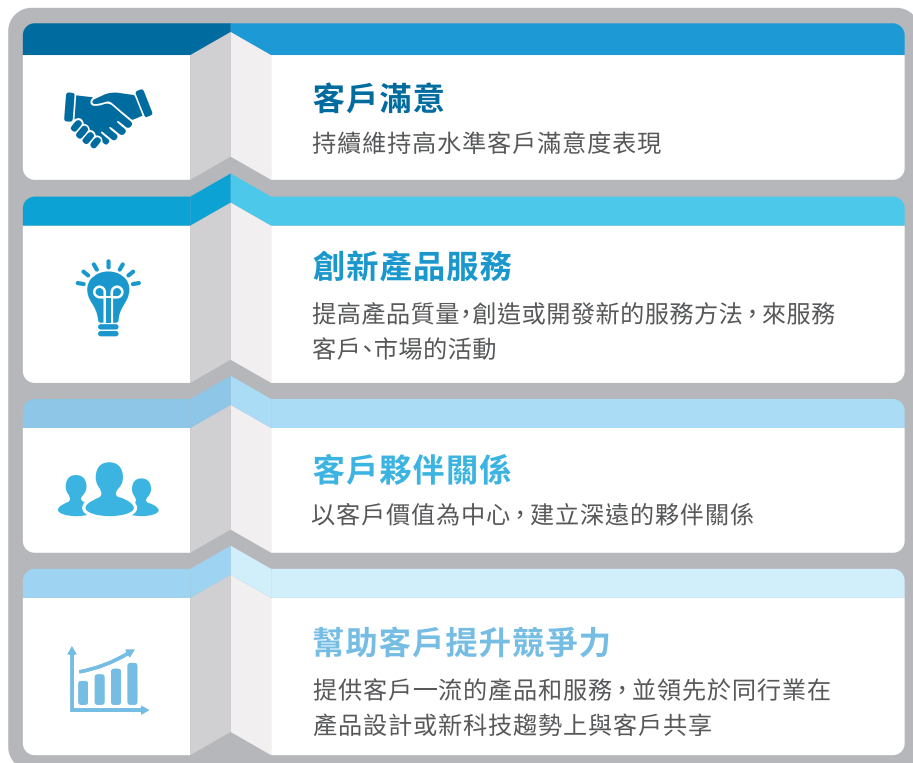 客戶滿意
持續維持高水準客戶滿意度表現
創新產品服務
提高產品質量，創造或開發新的服務方法，來服務
客戶、市場的活動
客戶夥伴關係
以客戶價值為中心，建立深遠的夥伴關係
幫助客戶提升競爭力
提供客戶一流的產品和服務，並領先於同行業在
產品設計或新科技趨勢上與客戶共享